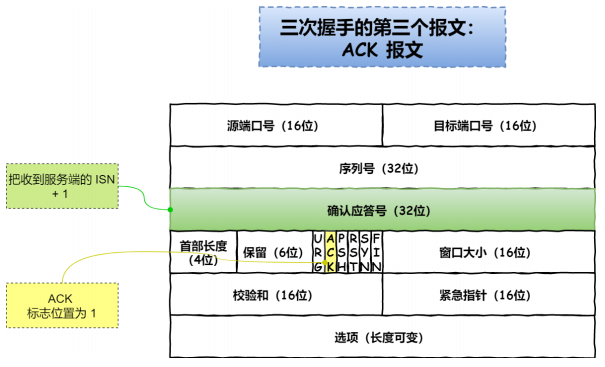 三次握手的第三个报文：
ACK 报文
源端口号（16位）
目标端口号（16位）
序列号（32位）
把收到服务端的 ISN
+ 1
确认应答号（32位）
首部长度
（4位）
保留（6位）
URG
ACK
PSH
RST
SYN
FIN
窗口大小（16位）
ACK
标志位置为 1
校验和（16位）
紧急指针（16位）
选项（长度可变）